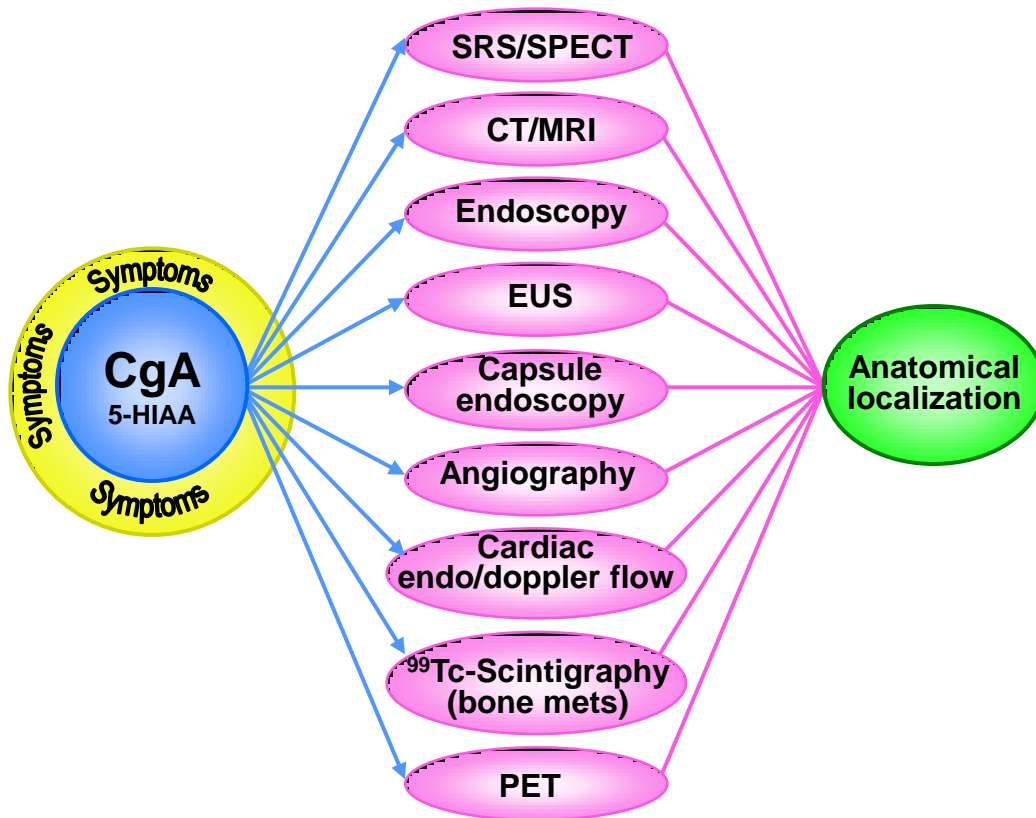 SRS/SPECT
CT/MRI
Endoscopy
EUS
Capsule
endoscopy
Angiography
Cardiac
endo/doppler flow
⁹⁹Tc-Scintigraphy
(bone mets)
PET
Symptoms
Symptoms
Symptoms
CgA
5-HIAA
Anatomical
localization